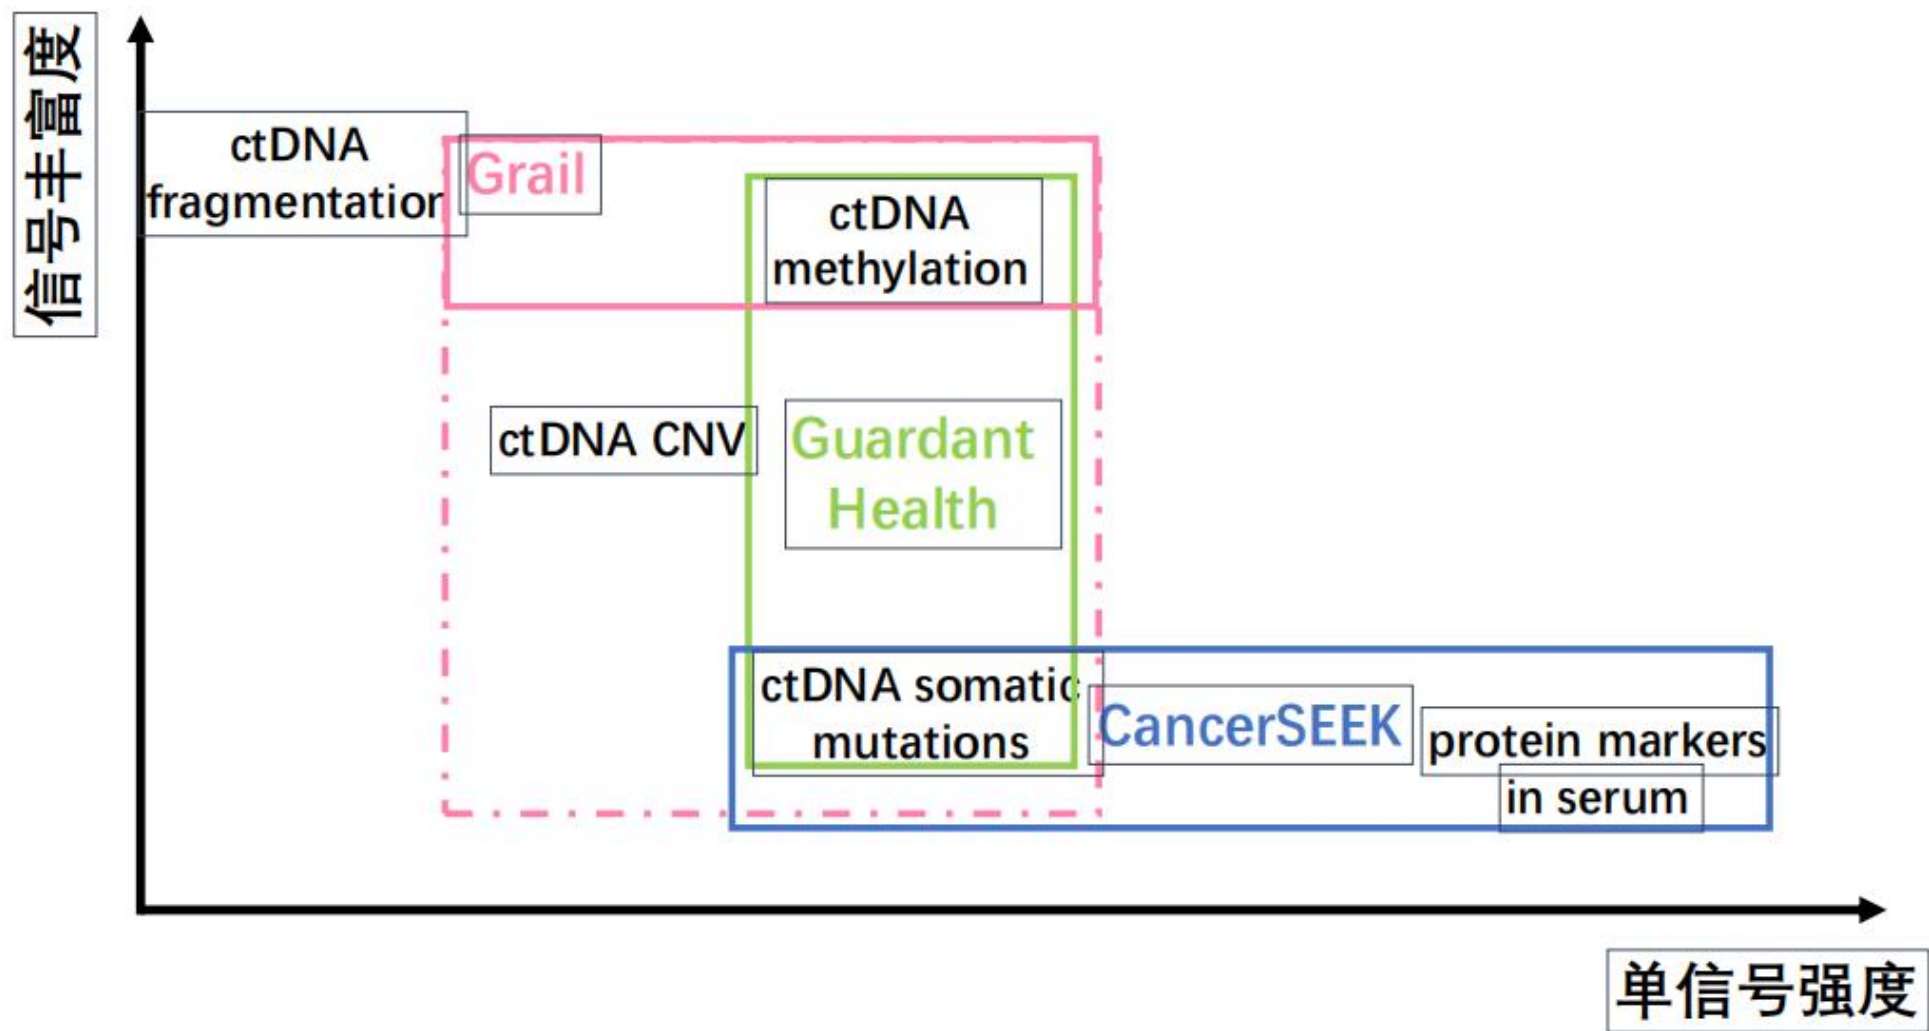 信号丰富度
ctDNA
fragmentation
Grail
ctDNA
methylation
ctDNA CNV
Guardant
Health
ctDNA somatic
mutations
CancerSEEK
protein markers
in serum
单信号强度